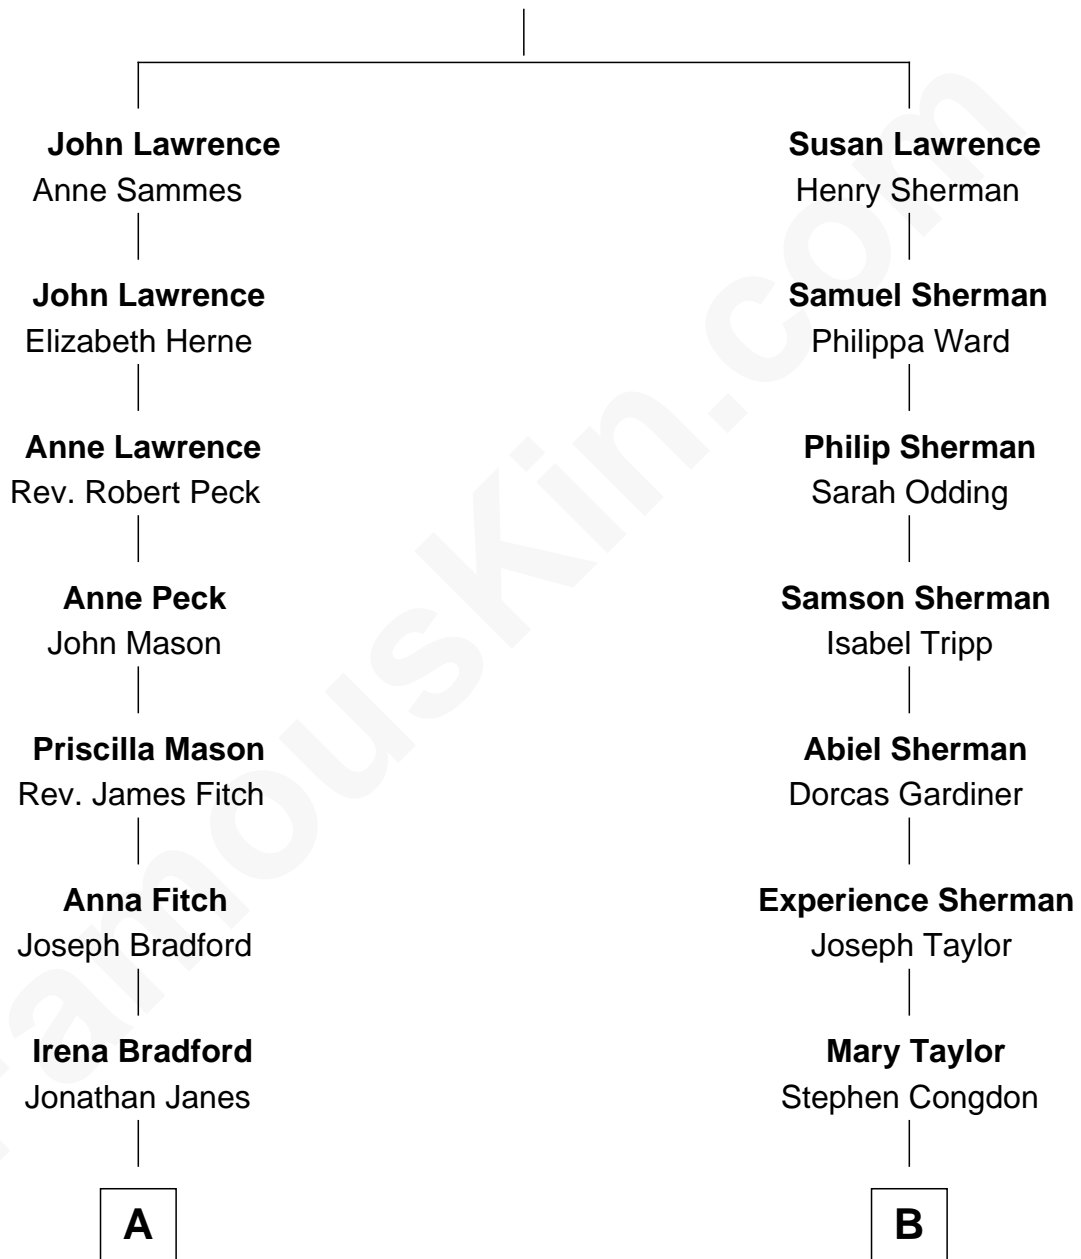 John Lawrence
Anne Sammes
John Lawrence
Elizabeth Herne
Anne Lawrence
Rev. Robert Peck
Anne Peck
John Mason
Priscilla Mason
Rev. James Fitch
Anna Fitch
Joseph Bradford
Irena Bradford
Jonathan Janes
A
Susan Lawrence
Henry Sherman
Samuel Sherman
Philippa Ward
Philip Sherman
Sarah Odding
Samson Sherman
Isabel Tripp
Abiel Sherman
Dorcas Gardiner
Experience Sherman
Joseph Taylor
Mary Taylor
Stephen Congdon
B
FamousKin.com